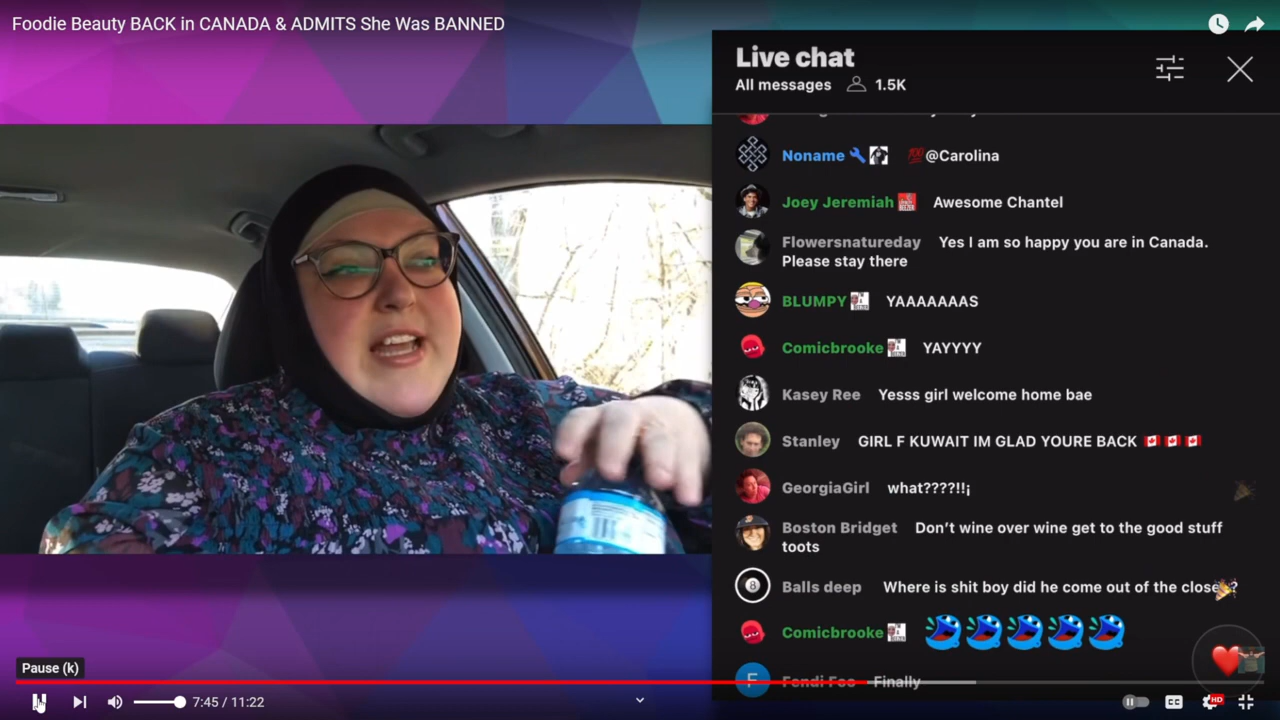 Foodie Beauty BACK in CANADA & ADMITS She Was BANNED
Live chat
All messages 1.5K
Noname 💯@Carolina
Joey Jeremiah Awesome Chantel
Flowersnatureday Yes I am so happy you are in Canada.
Please stay there
BLUMPY YAAAAAAAS
Comicbrooke YAYYYY
Kasey Ree Yesss girl welcome home bae
Stanley GIRL F KUWAIT IM GLAD YOURE BACK 🇨🇦🇨🇦🇨🇦
GeorgiaGirl what????!!¡
Boston Bridget Don’t wine over wine get to the good stuff
toots
8
Balls deep Where is shit boy did he come out of the close ?
Comicbrooke
F Fendi Foo Finally
Pause (k)
7:45 / 11:22
CC
HD